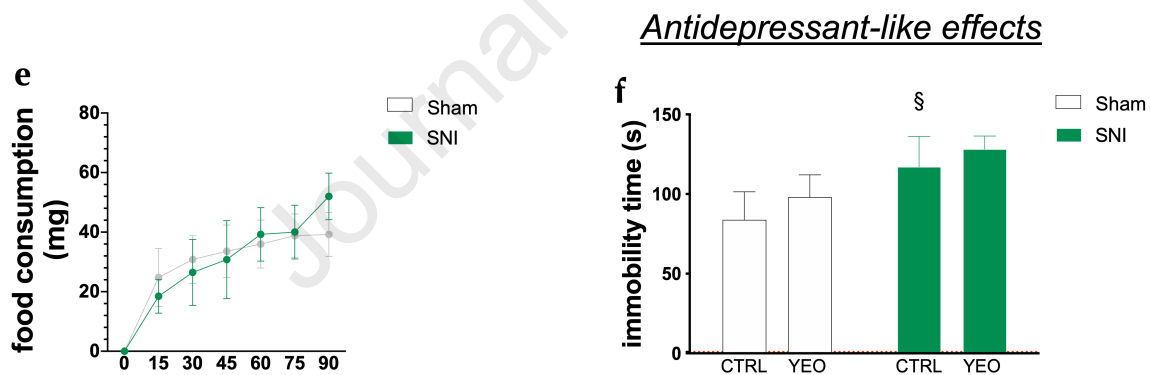 Antidepressant-like effects
e
food consumption
(mg)
80
60
40
20
0
0 15 30 45 60 75 90
Sham
SNI
Journal
f
§
immobility time (s)
150
100
50
0
CTRL YEO CTRL YEO
Sham
SNI